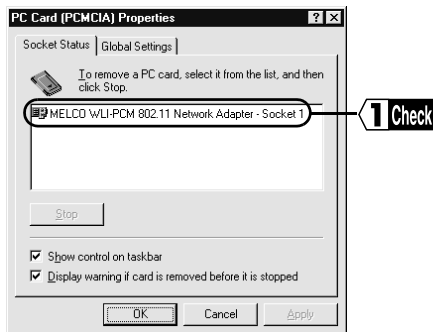 PC Card (PCMCIA) Properties
Socket Status
Global Settings
To remove a PC card, select it from the list, and then
click Stop.
MELCO WLI-PCM 802.11 Network Adapter - Socket 1
1 Check
Stop
Show control on taskbar
Display warning if card is removed before it is stopped
OK
Cancel
Apply